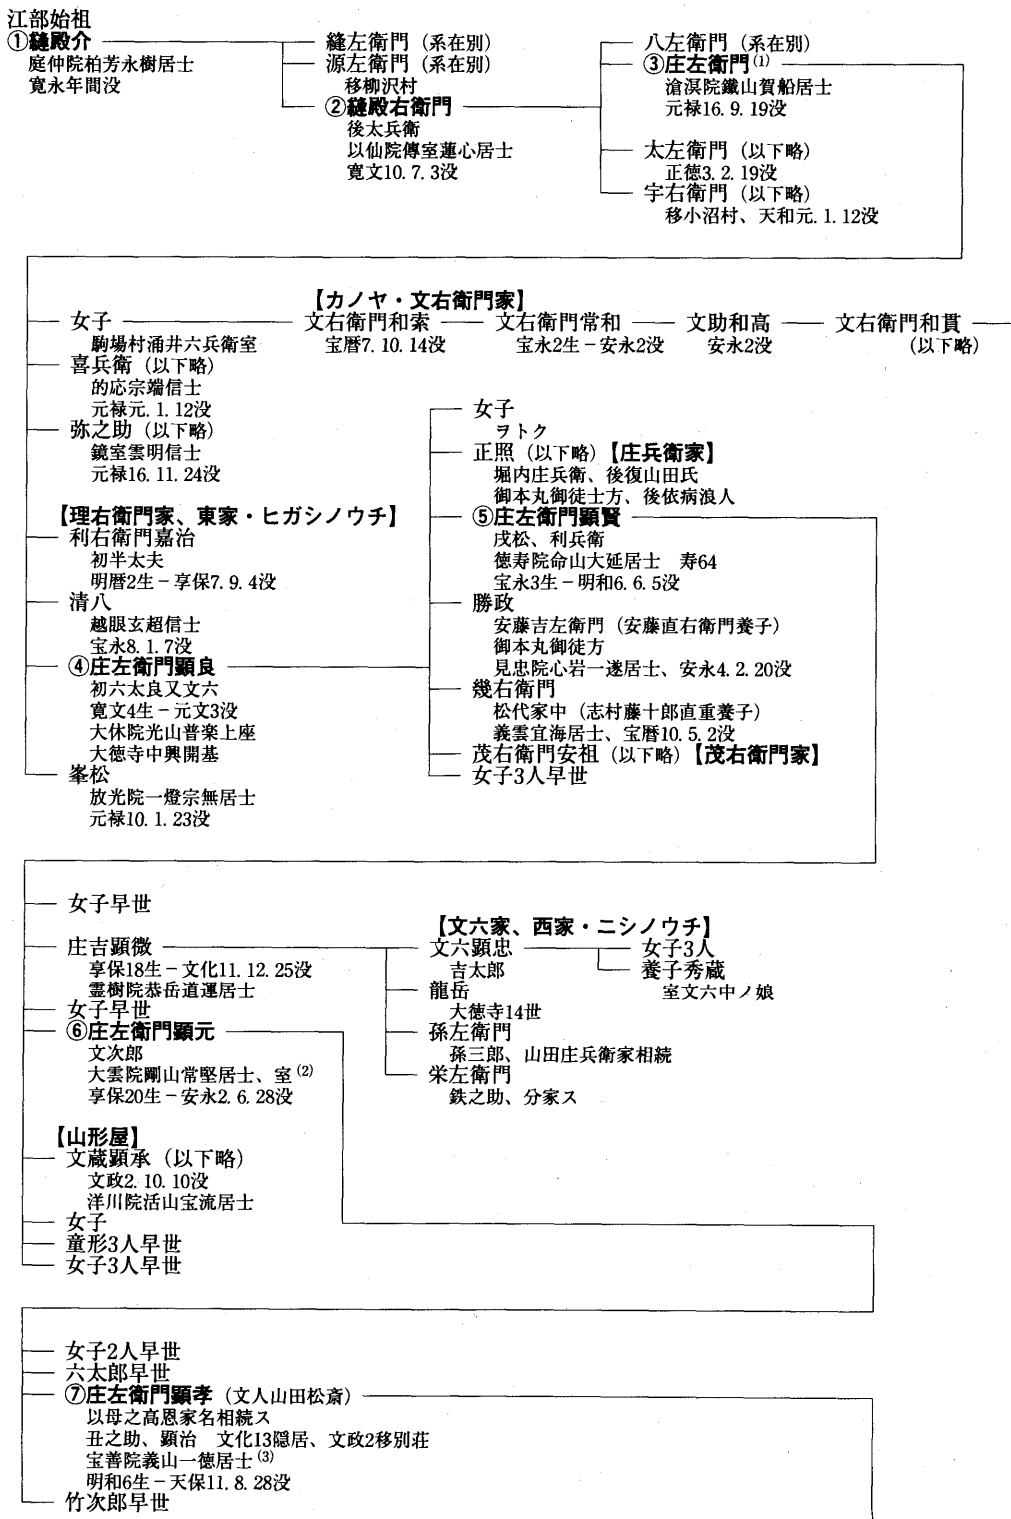 江部始祖
①縫殿介
庭仲院柏芳永樹居士
寛永年間没
縫左衛門（系在別）
源左衛門（系在別）
移柳沢村
②縫殿右衛門
後太兵衛
以仙院傳室蓮心居士
寛文10. 7. 3没
八左衛門（系在別）
③庄左衛門(1)
滄溟院鐵山賀船居士
元禄16. 9. 19没
太左衛門（以下略）
正徳3. 2. 19没
宇右衛門（以下略）
移小沼村、天和元. 1. 12没
【カノヤ・文右衛門家】
女子
駒場村涌井六兵衛室
文右衛門和索
宝暦7. 10. 14没
文右衛門常和
宝永2生－安永2没
文助和高
安永2没
文右衛門和貫
（以下略）
喜兵衛（以下略）
的応宗端信士
元禄元. 1. 12没
弥之助（以下略）
鏡室雲明信士
元禄16. 11. 24没
【理右衛門家、東家・ヒガシノウチ】
利右衛門嘉治
初半太夫
明暦2生－享保7. 9. 4没
清八
越眼玄超信士
宝永8. 1. 7没
④庄左衛門顕良
初六太良又文六
寛文4生－元文3没
大休院光山普楽上座
大徳寺中興開基
峯松
放光院一燈宗無居士
元禄10. 1. 23没
女子
ヲトク
正照（以下略）【庄兵衛家】
堀内庄兵衛、後復山田氏
御本丸御徒士方、後依病浪人
⑤庄左衛門顕賢
戌松、利兵衛
徳寿院命山大延居士　寿64
宝永3生－明和6. 6. 5没
勝政
安藤吉左衛門（安藤直右衛門養子）
御本丸御徒方
見忠院心岩一遂居士、安永4. 2. 20没
幾右衛門
松代家中（志村藤十郎直重養子）
義雲宜海居士、宝暦10. 5. 2没
茂右衛門安祖（以下略）【茂右衛門家】
女子3人早世
女子早世
庄吉顕微
享保18生－文化11. 12. 25没
霊樹院恭岳道運居士
女子早世
⑥庄左衛門顕元
文次郎
大雲院剛山常堅居士、室(2)
享保20生－安永2. 6. 28没
【山形屋】
文蔵顕承（以下略）
文政2. 10. 10没
洋川院活山宝流居士
女子
童形3人早世
女子3人早世
【文六家、西家・ニシノウチ】
文六顕忠
吉太郎
女子3人
養子秀蔵
室文六中ノ娘
龍岳
大徳寺14世
孫左衛門
孫三郎、山田庄兵衛家相続
栄左衛門
鉄之助、分家ス
女子2人早世
六太郎早世
⑦庄左衛門顕孝（文人山田松斎）
以母之高恩家名相続ス
丑之助、顕治　文化13隠居、文政2移別荘
宝善院義山一徳居士(3)
明和6生－天保11. 8. 28没
竹次郎早世